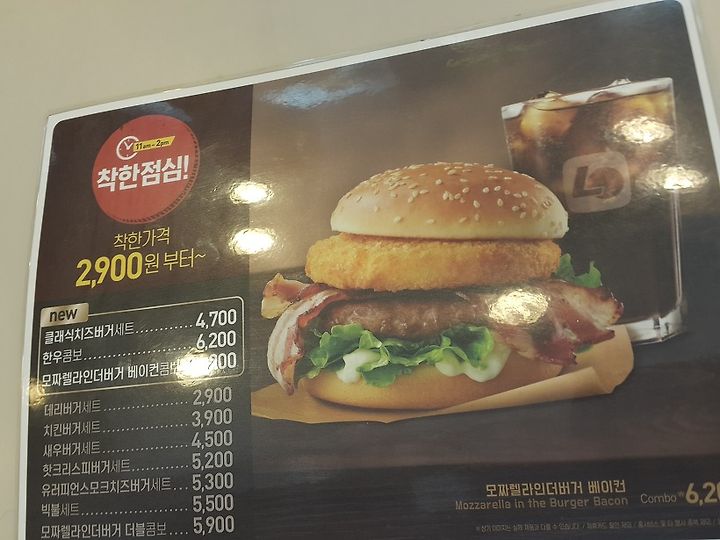 11am - 2pm
착한점심!
착한가격
2,900원 부터~
new
클래식치즈버거세트 4,700
한우콤보 6,200
모짜렐라인더버거 베이컨콤보
데리버거세트 2,900
치킨버거세트 3,900
새우버거세트 4,500
핫크리스피버거세트 5,200
유러피언스모크치즈버거세트 5,300
빅불세트 5,500
모짜렐라인더버거 더블콤보 5,900
모짜렐라인더버거 베이컨
Mozzarella in the Burger Bacon
Combo ₩6,20